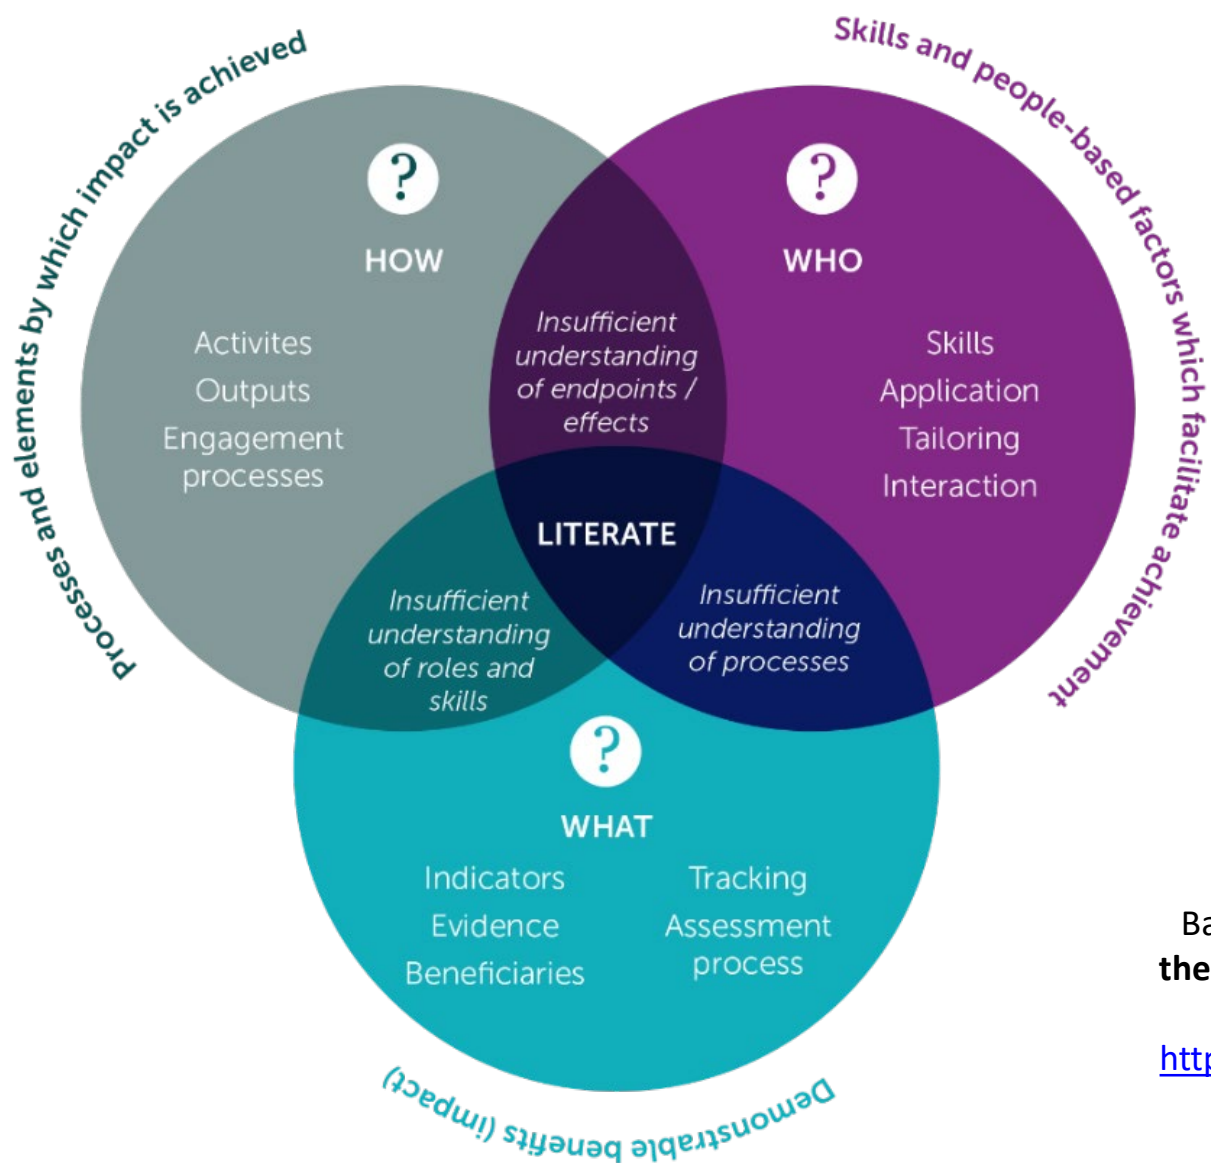 Processes and elements by which impact is achieved
Skills and people-based factors which facilitate achievement
?
HOW
Activites
Outputs
Engagement
processes
?
WHO
Skills
Application
Tailoring
Interaction
Insufficient
understanding
of endpoints /
effects
LITERATE
Insufficient
understanding
of roles and
skills
Insufficient
understanding
of processes
?
WHAT
Indicators
Evidence
Beneficiaries
Tracking
Assessment
process
Demonstrable benefits (impact)
Ba
the
http